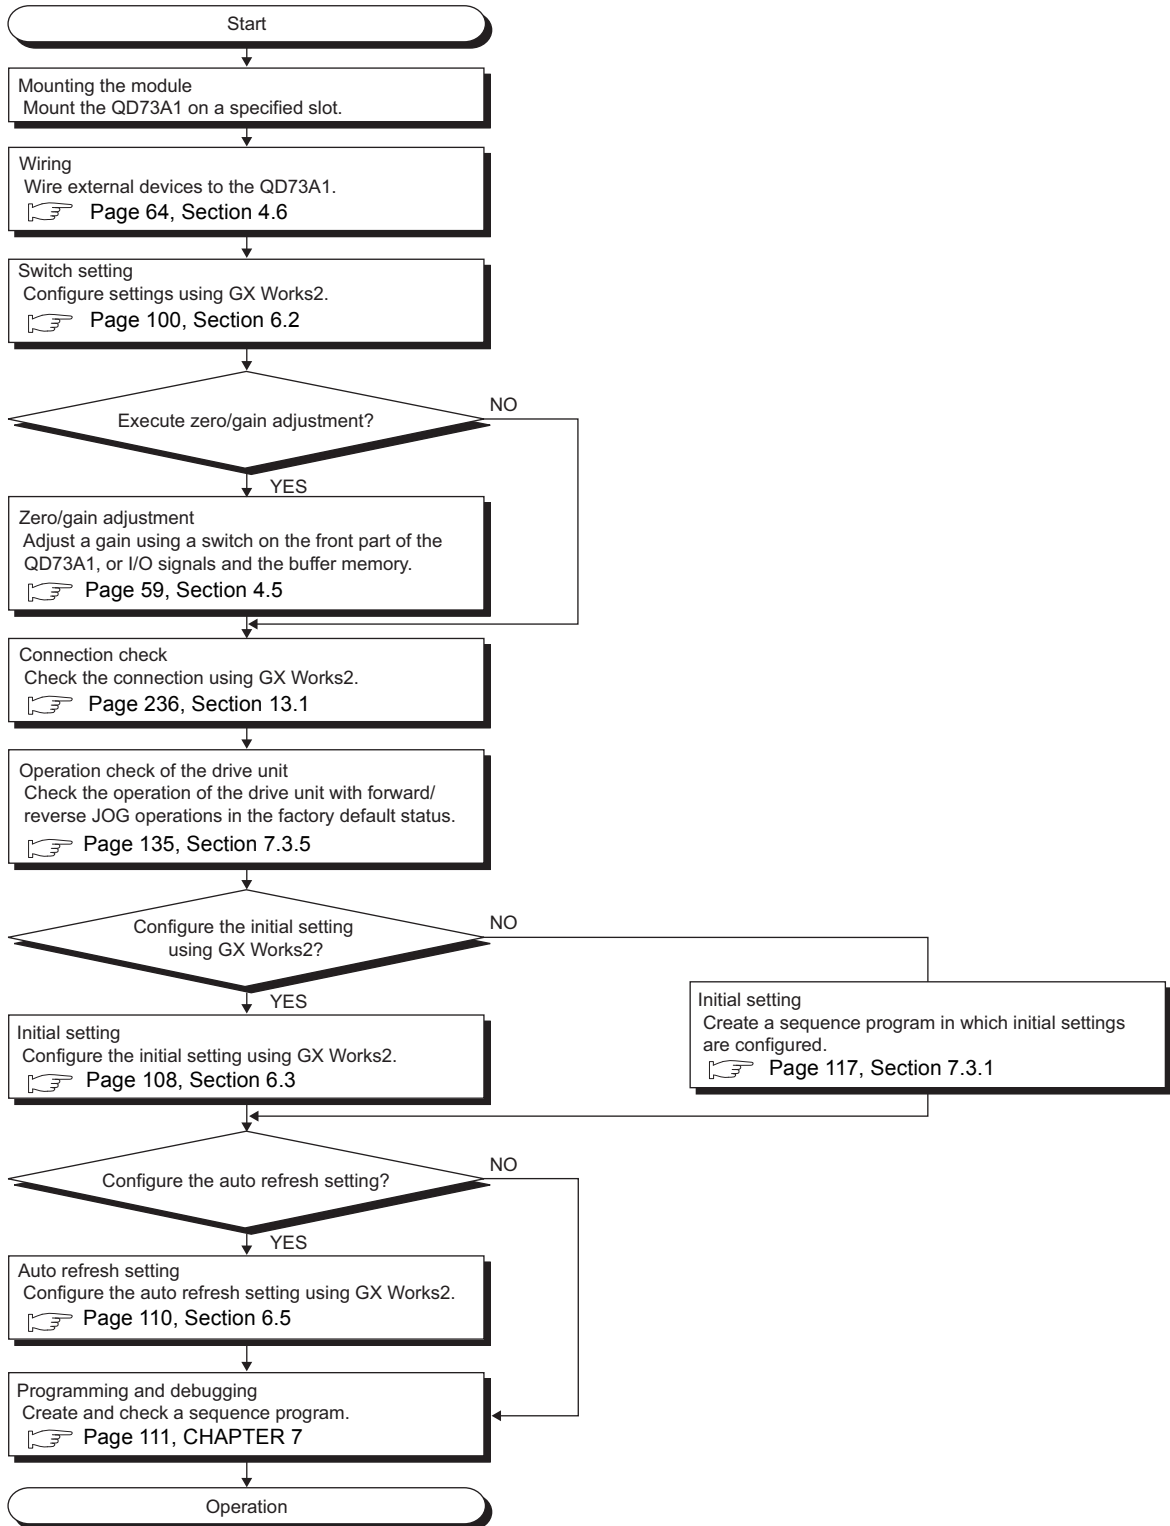 Start
Mounting the module
Mount the QD73A1 on a specified slot.
Wiring
Wire external devices to the QD73A1.
Page 64, Section 4.6
Switch setting
Configure settings using GX Works2.
Page 100, Section 6.2
Execute zero/gain adjustment?
NO
YES
Zero/gain adjustment
Adjust a gain using a switch on the front part of the
QD73A1, or I/O signals and the buffer memory.
Page 59, Section 4.5
Connection check
Check the connection using GX Works2.
Page 236, Section 13.1
Operation check of the drive unit
Check the operation of the drive unit with forward/
reverse JOG operations in the factory default status.
Page 135, Section 7.3.5
Configure the initial setting
using GX Works2?
NO
YES
Initial setting
Configure the initial setting using GX Works2.
Page 108, Section 6.3
Initial setting
Create a sequence program in which initial settings
are configured.
Page 117, Section 7.3.1
Configure the auto refresh setting?
NO
YES
Auto refresh setting
Configure the auto refresh setting using GX Works2.
Page 110, Section 6.5
Programming and debugging
Create and check a sequence program.
Page 111, CHAPTER 7
Operation